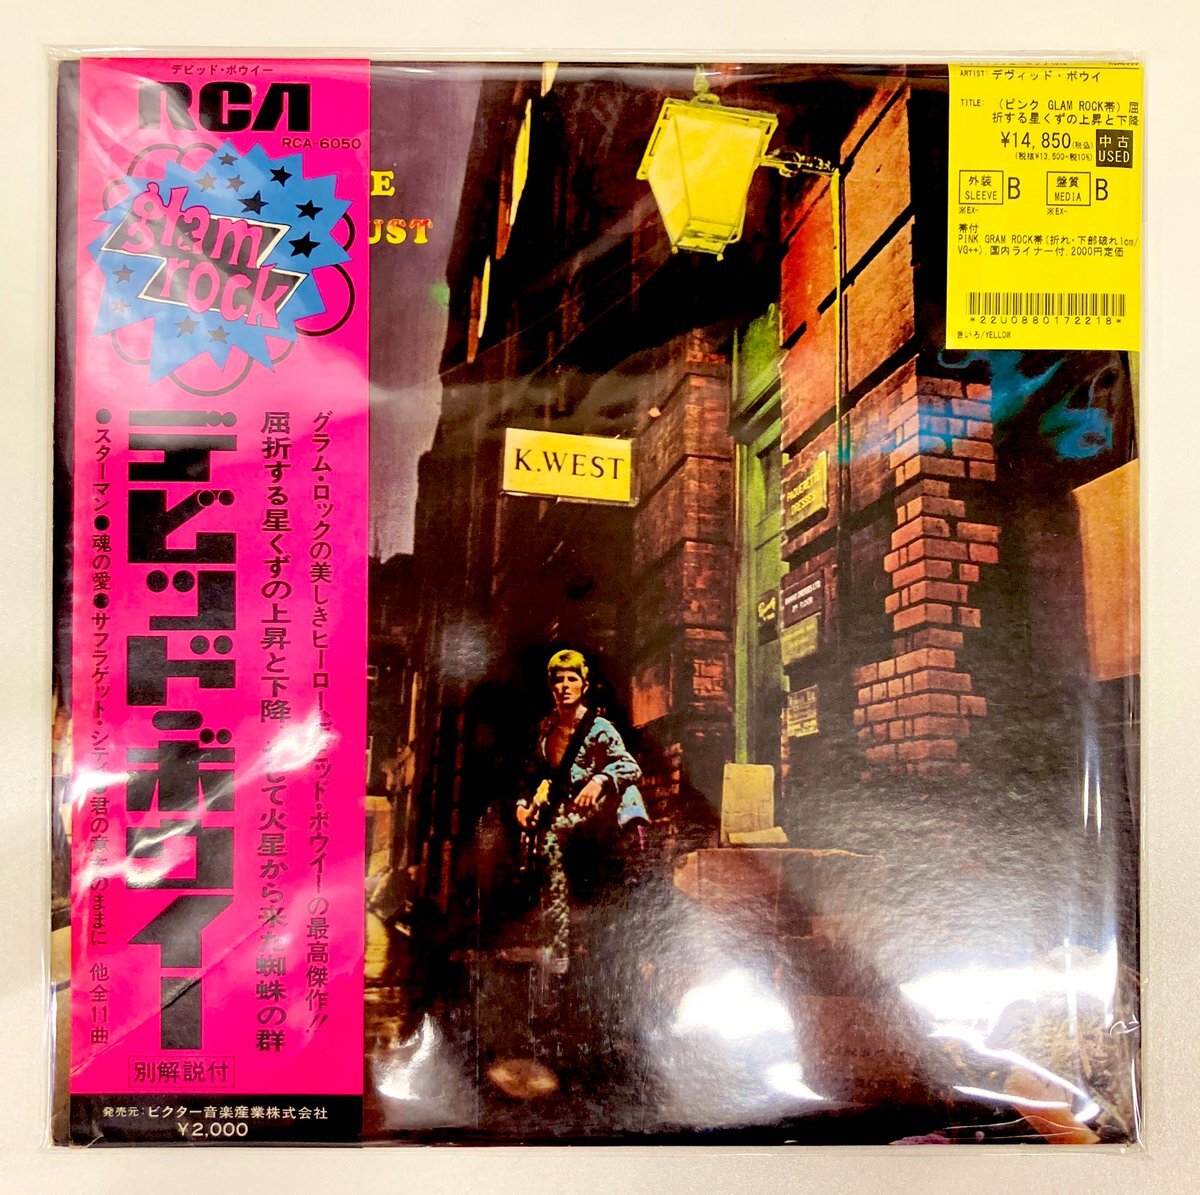 デビッド・ボウイー
RCA
RCA-6050
glam
rock
グラム・ロックの美しきヒーロー、デビッド・ボウイーの最高傑作!!
屈折する星くずの上昇と下降、そして火星から来た蜘蛛の群
デビッド・ボウイー
●スターマン●魂の愛●サフラゲット・シティ
君の意
のままに 他全11曲
別解説付
発売元:ビクター音楽産業株式会社
¥2,000
E
UST
K.WEST
PAQUERETTE
DRESSES
ARTIST: デヴィッド・ボウイ
TITLE: (ピンク GLAM ROCK帯) 屈
折する星くずの上昇と下降
¥14,850(税込)
(税抜¥13,500+税10%)
中古
USED
外装
SLEEVE
B
※EX-
盤質
MEDIA
B
※EX-
帯付
PINK GRAM ROCK帯(折れ・下部破れ1cm/
VG++).国内ライナー付.2000円定価
*22U0880172218*
きいろ/YELLOW